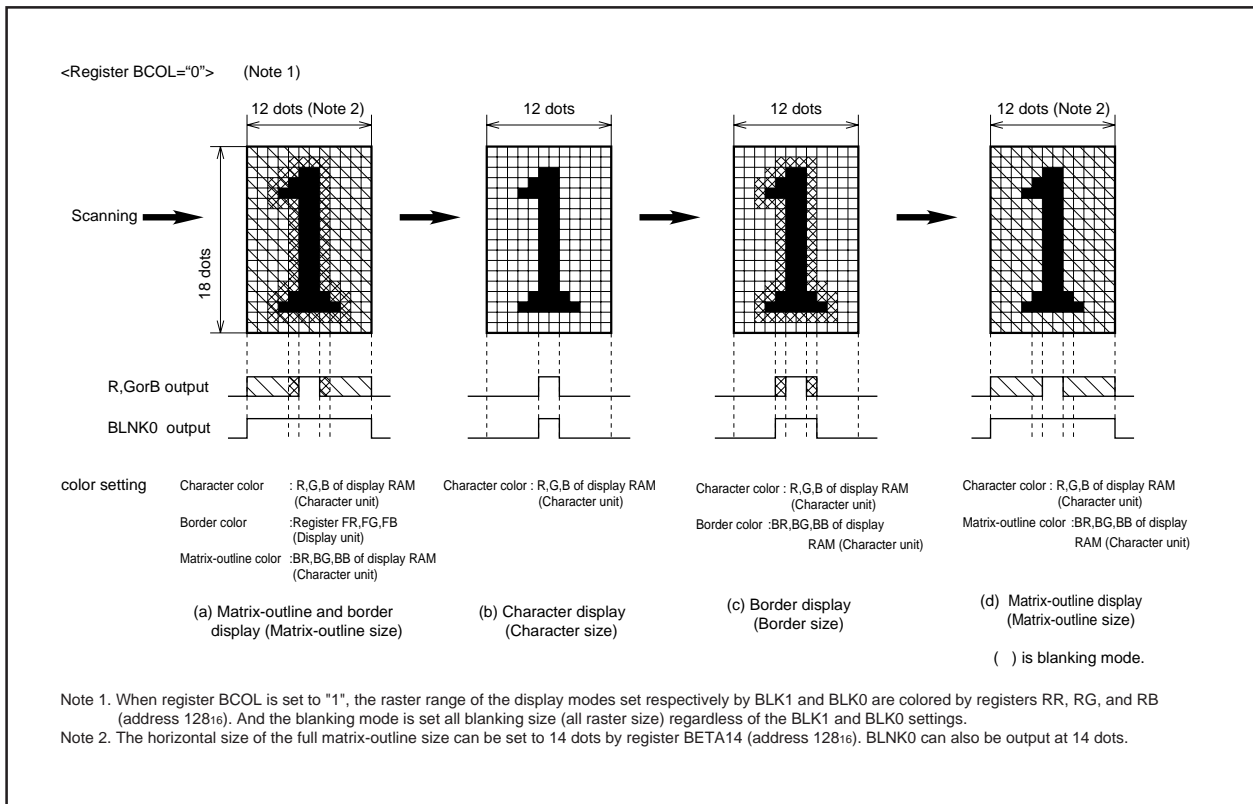 <Register BCOL=“0”> (Note 1)
12 dots (Note 2) 12 dots 12 dots 12 dots (Note 2)
Scanning
18 dots
R,GorB output
BLNK0 output
color setting
Character color : R,G,B of display RAM
(Character unit)
Border color :Register FR,FG,FB
(Display unit)
Matrix-outline color :BR,BG,BB of display RAM
(Character unit)
(a) Matrix-outline and border
display (Matrix-outline size)
Character color : R,G,B of display RAM
(Character unit)
(b) Character display
(Character size)
Character color : R,G,B of display RAM
(Character unit)
Border color :BR,BG,BB of display
RAM (Character unit)
(c) Border display
(Border size)
Character color : R,G,B of display RAM
(Character unit)
Matrix-outline color :BR,BG,BB of display
RAM (Character unit)
(d) Matrix-outline display
(Matrix-outline size)
( ) is blanking mode.
Note 1. When register BCOL is set to "1", the raster range of the display modes set respectively by BLK1 and BLK0 are colored by registers RR, RG, and RB
(address 12816). And the blanking mode is set all blanking size (all raster size) regardless of the BLK1 and BLK0 settings.
Note 2. The horizontal size of the full matrix-outline size can be set to 14 dots by register BETA14 (address 12816). BLNK0 can also be output at 14 dots.